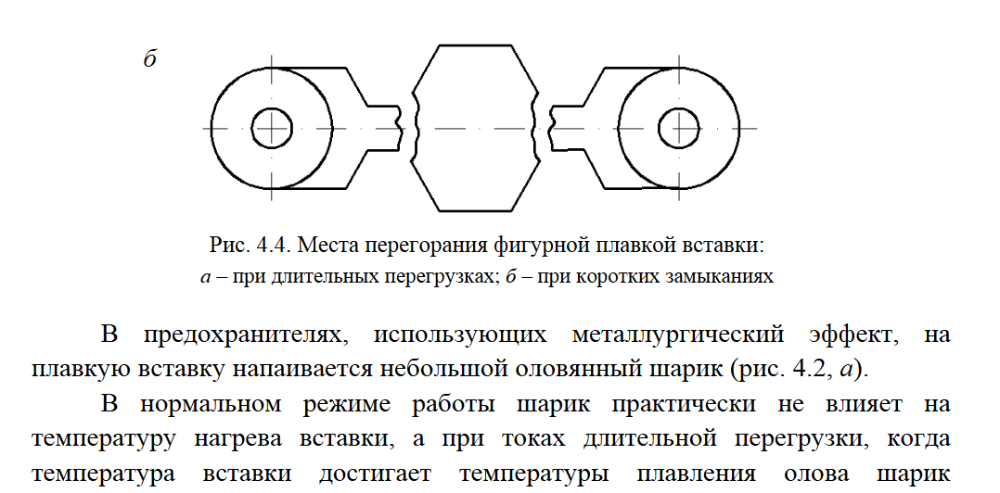 б
Рис. 4.4. Места перегорания фигурной плавкой вставки:
а – при длительных перегрузках; б – при коротких замыканиях
В предохранителях, использующих металлургический эффект, на
плавкую вставку напаивается небольшой оловянный шарик (рис. 4.2, а).
В нормальном режиме работы шарик практически не влияет на
температуру нагрева вставки, а при токах длительной перегрузки, когда
температура вставки достигает температуры плавления олова шарик